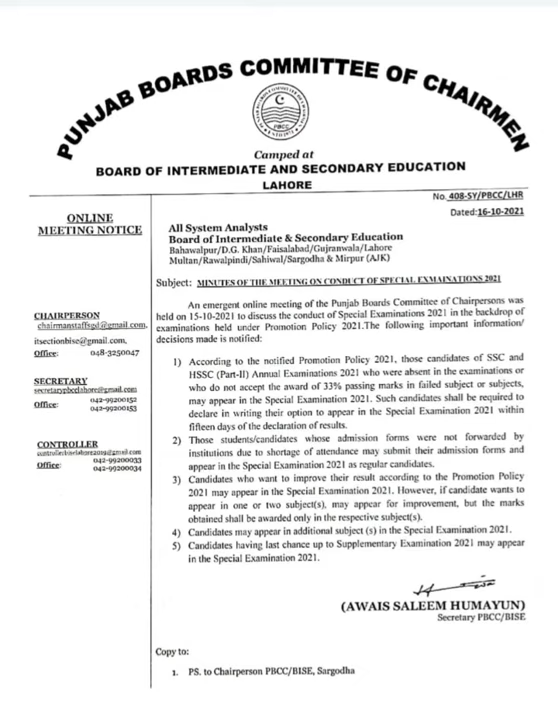 PUNJAB BOARDS COMMITTEE OF CHAIRMEN
PBCC
Camped at
BOARD OF INTERMEDIATE AND SECONDARY EDUCATION
LAHORE
No. 408-SY/PBCC/LHR
Dated:16-10-2021
ONLINE
MEETING NOTICE
CHAIRPERSON
chairmanstaffsgd@gmail.com,
itsectionbise@gmail.com,
Office: 048-3250047
SECRETARY
secretarypbcclahore@gmail.com
Office: 042-99200152
042-99200153
CONTROLLER
controllerbiselahore2019@gmail.com
Office: 042-99200033
042-99200034
All System Analysts
Board of Intermediate & Secondary Education
Bahawalpur/D.G. Khan/Faisalabad/Gujranwala/Lahore
Multan/Rawalpindi/Sahiwal/Sargodha & Mirpur (AJK)
Subject: MINUTES OF THE MEETING ON CONDUCT OF SPECIAL EXMAINATIONS 2021
An emergent online meeting of the Punjab Boards Committee of Chairpersons was
held on 15-10-2021 to discuss the conduct of Special Examinations 2021 in the backdrop of
examinations held under Promotion Policy 2021.The following important information/
decisions made is notified:
1) According to the notified Promotion Policy 2021, those candidates of SSC and
HSSC (Part-II) Annual Examinations 2021 who were absent in the examinations or
who do not accept the award of 33% passing marks in failed subject or subjects,
may appear in the Special Examination 2021. Such candidates shall be required to
declare in writing their option to appear in the Special Examination 2021 within
fifteen days of the declaration of results.
2) Those students/candidates whose admission forms were not forwarded by
institutions due to shortage of attendance may submit their admission forms and
appear in the Special Examination 2021 as regular candidates.
3) Candidates who want to improve their result according to the Promotion Policy
2021 may appear in the Special Examination 2021. However, if candidate wants to
appear in one or two subject(s), may appear for improvement, but the marks
obtained shall be awarded only in the respective subject(s).
4) Candidates may appear in additional subject (s) in the Special Examination 2021.
5) Candidates having last chance up to Supplementary Examination 2021 may appear
in the Special Examination 2021.
(AWAIS SALEEM HUMAYUN)
Secretary PBCC/BISE
Copy to:
1. PS. to Chairperson PBCC/BISE, Sargodha